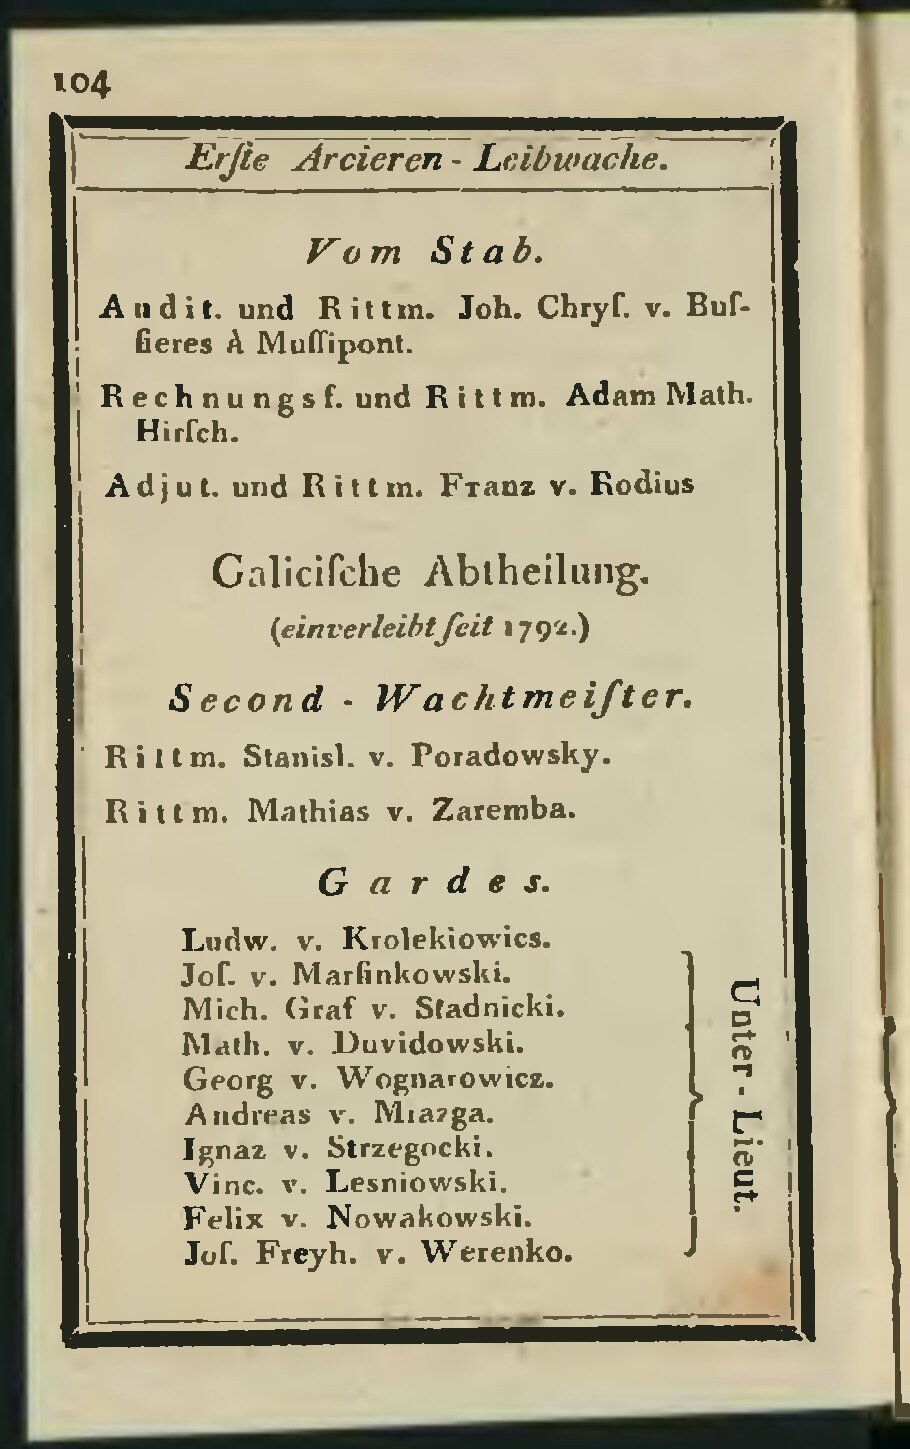 104
Erſte Arcieren-Leibwache.
Vom Stab.
Audit. und Rittm. Joh. Chryſ. v. Buſ-
ſieres à Muſſipont.
Rechnungsf. und Rittm. Adam Math.
Hirſch.
Adjut. und Rittm. Franz v. Rodius
Galiciſche Abtheilung.
(einverleibt ſeit 1792.)
Second-Wachtmeiſter.
Rittm. Stanisl. v. Poradowsky.
Rittm. Mathias v. Zaremba.
Gardes.
Ludw. v. Krolekiowics.
Joſ. v. Marſinkowski.
Mich. Graf v. Stadnicki.
Math. v. Duvidowski.
Georg v. Wognarowicz.
Andreas v. Miazga.
Ignaz v. Strzegocki.
Vinc. v. Lesniowski.
Felix v. Nowakowski.
Joſ. Freyh. v. Werenko.
Unter-Lieut.